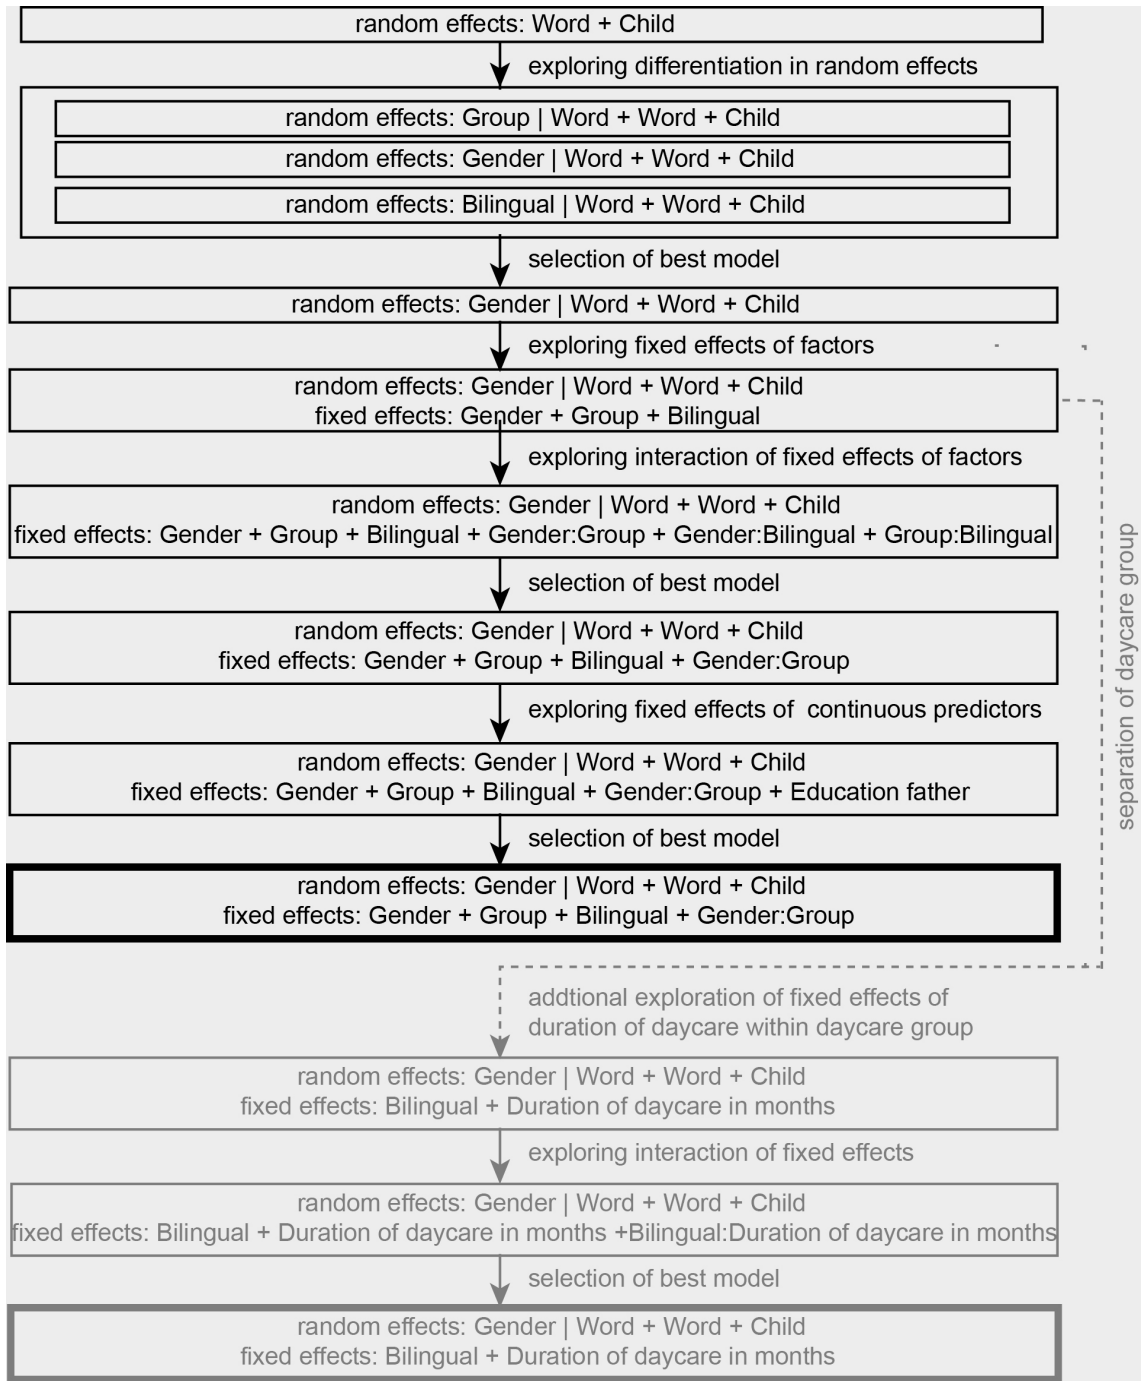 random effects: Word + Child
exploring differentiation in random effects
random effects: Group | Word + Word + Child
random effects: Gender | Word + Word + Child
random effects: Bilingual | Word + Word + Child
selection of best model
random effects: Gender | Word + Word + Child
exploring fixed effects of factors
random effects: Gender | Word + Word + Child
fixed effects: Gender + Group + Bilingual
exploring interaction of fixed effects of factors
random effects: Gender | Word + Word + Child
fixed effects: Gender + Group + Bilingual + Gender:Group + Gender:Bilingual + Group:Bilingual
selection of best model
random effects: Gender | Word + Word + Child
fixed effects: Gender + Group + Bilingual + Gender:Group
exploring fixed effects of  continuous predictors
random effects: Gender | Word + Word + Child
fixed effects: Gender + Group + Bilingual + Gender:Group + Education father
selection of best model
random effects: Gender | Word + Word + Child
fixed effects: Gender + Group + Bilingual + Gender:Group
separation of daycare group
addtional exploration of fixed effects of
duration of daycare within daycare group
random effects: Gender | Word + Word + Child
fixed effects: Bilingual + Duration of daycare in months
exploring interaction of fixed effects
random effects: Gender | Word + Word + Child
fixed effects: Bilingual + Duration of daycare in months +Bilingual:Duration of daycare in months
selection of best model
random effects: Gender | Word + Word + Child
fixed effects: Bilingual + Duration of daycare in months